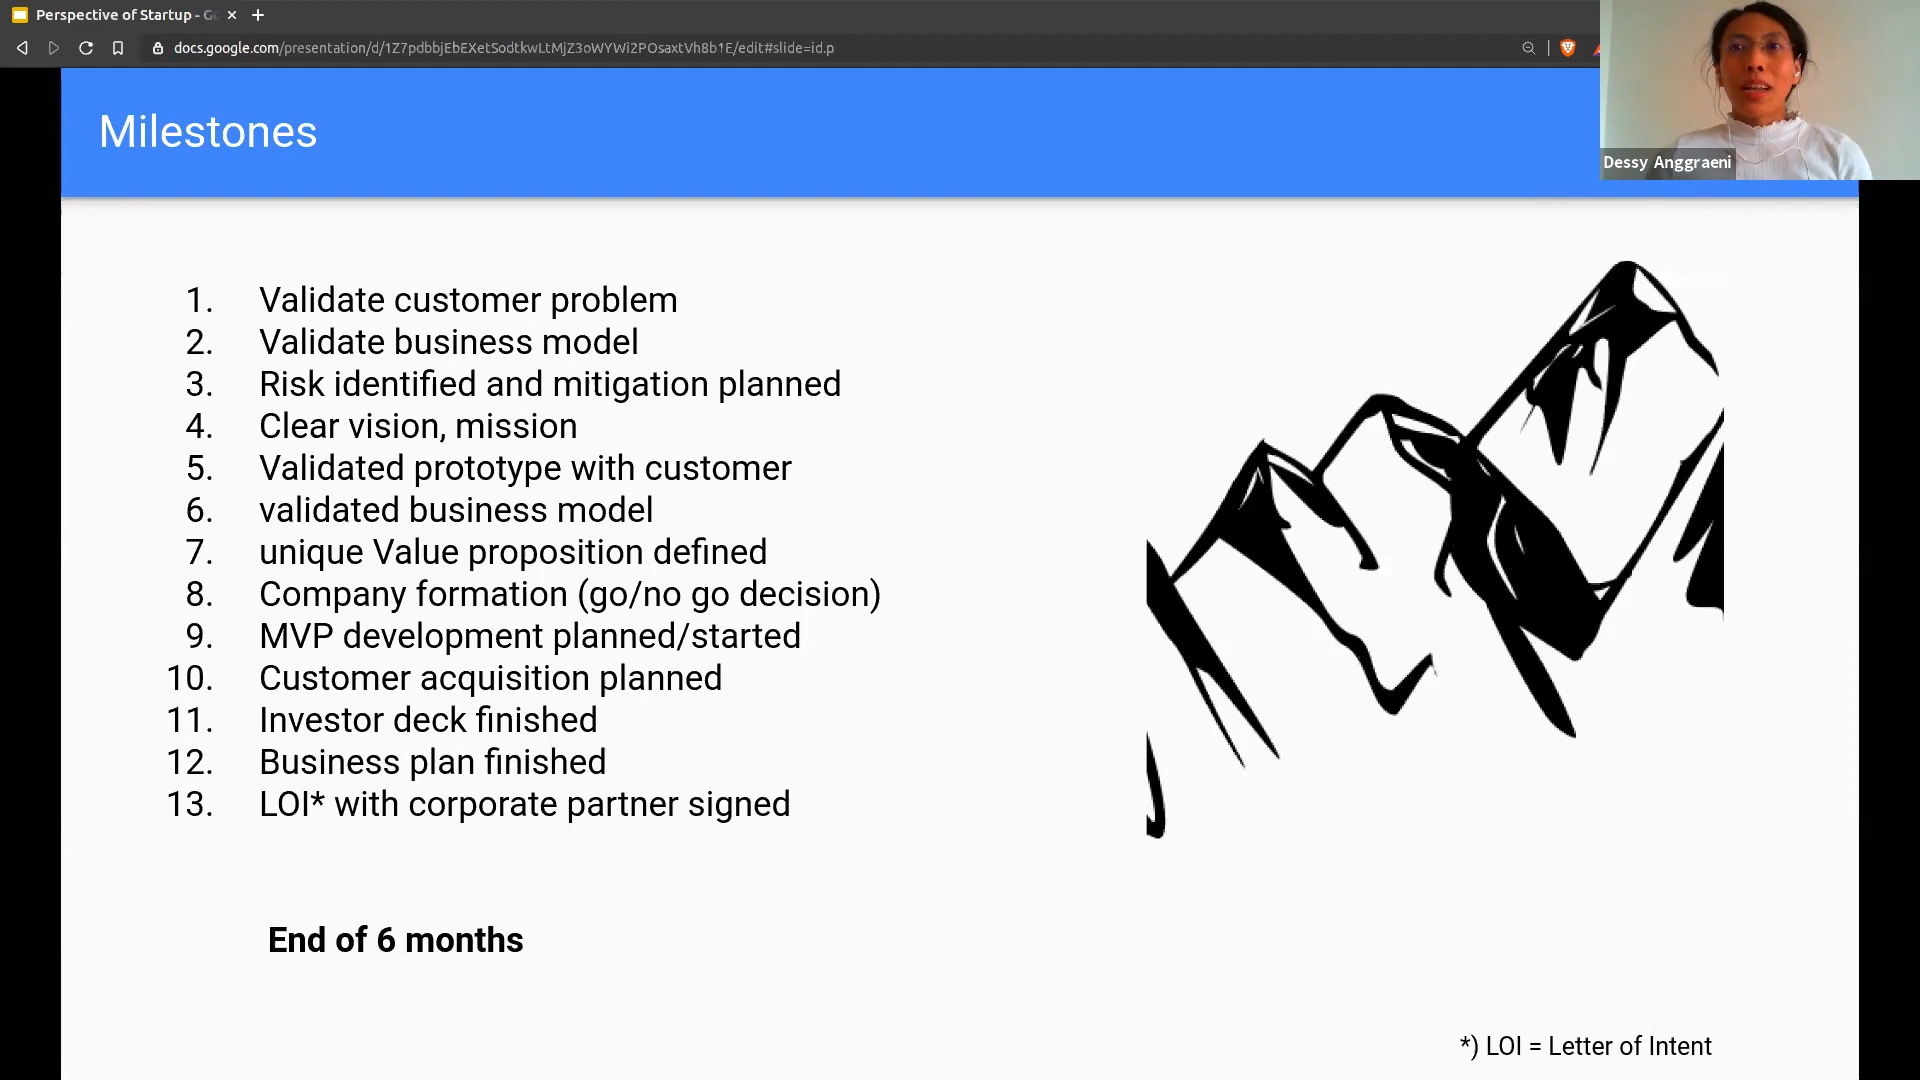 Perspective of Startup - G
docs.google.com/presentation/d/1Z7pdbbjEbEXetSodtkwLtMjZ3oWYWi2POsaxtVh8b1E/edit#slide=id.p
Dessy Anggraeni
Milestones
1. Validate customer problem
2. Validate business model
3. Risk identified and mitigation planned
4. Clear vision, mission
5. Validated prototype with customer
6. validated business model
7. unique Value proposition defined
8. Company formation (go/no go decision)
9. MVP development planned/started
10. Customer acquisition planned
11. Investor deck finished
12. Business plan finished
13. LOI* with corporate partner signed
End of 6 months
*) LOI = Letter of Intent